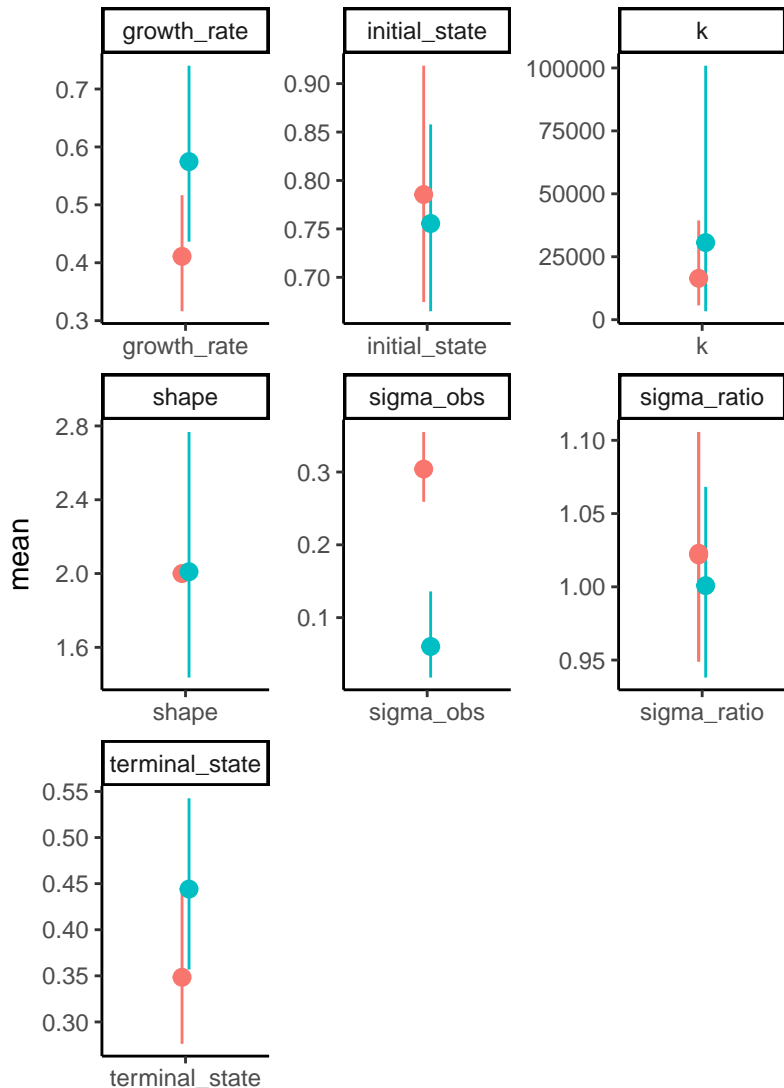 growth_rate
initial_state
k
0.7
0.6
0.5
0.4
0.3
growth_rate
0.90
0.85
0.80
0.75
0.70
initial_state
100000
75000
50000
25000
0
k
mean
shape
sigma_obs
sigma_ratio
2.8
2.4
2.0
1.6
shape
0.3
0.2
0.1
sigma_obs
1.10
1.05
1.00
0.95
sigma_ratio
terminal_state
0.55
0.50
0.45
0.40
0.35
0.30
terminal_state